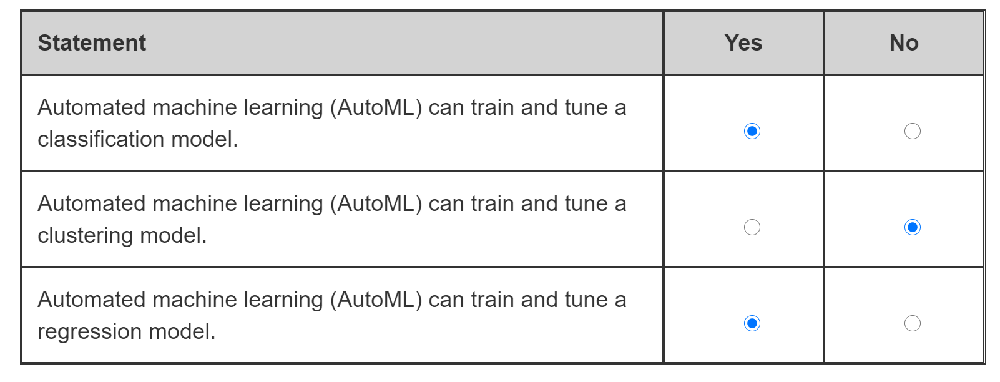 Statement Yes No
Automated machine learning (AutoML) can train and tune a
classification model.
Automated machine learning (AutoML) can train and tune a
clustering model.
Automated machine learning (AutoML) can train and tune a
regression model.